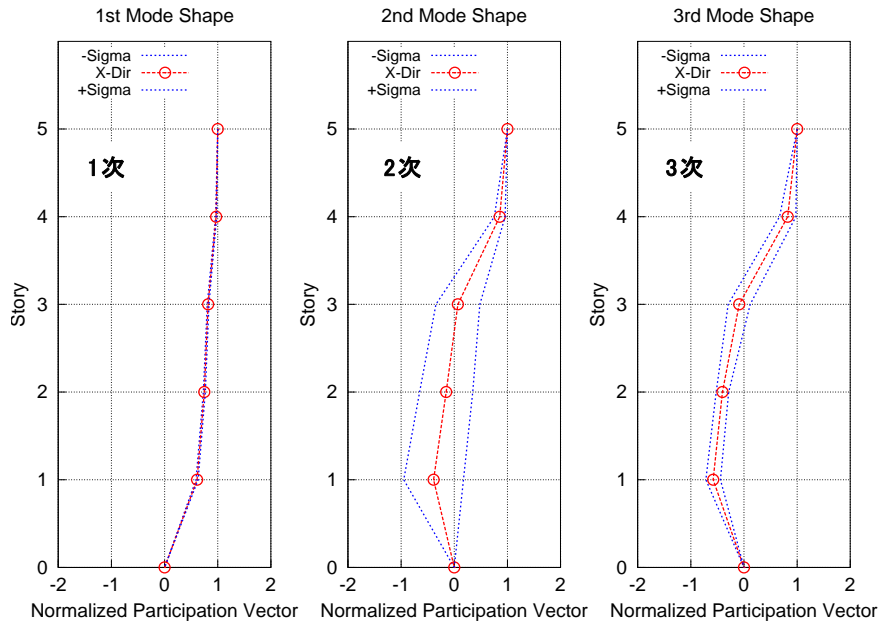 1st Mode Shape
-Sigma
X-Dir
+Sigma
1次
Story
5
4
3
2
1
0
-2 -1 0 1 2
Normalized Participation Vector
2nd Mode Shape
-Sigma
X-Dir
+Sigma
2次
Story
5
4
3
2
1
0
-2 -1 0 1 2
Normalized Participation Vector
3rd Mode Shape
-Sigma
X-Dir
+Sigma
3次
Story
5
4
3
2
1
0
-2 -1 0 1 2
Normalized Participation Vector